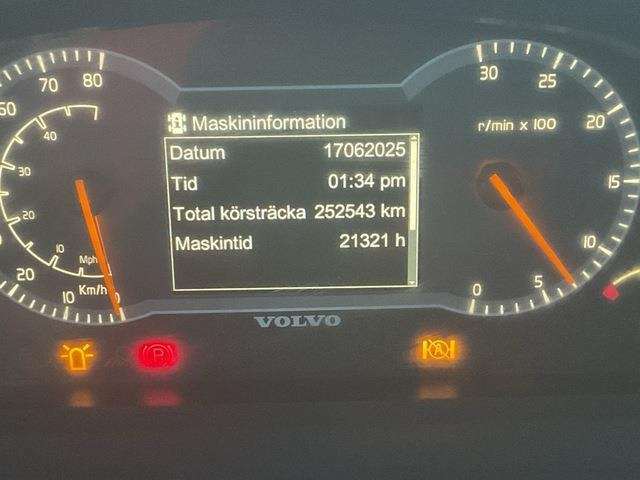 Maskininformation
Datum 17062025
Tid 01:34 pm
Total körsträcka 252543 km
Maskintid 21321 h
70 80
40
30
20
10
Mph
20
10
Km/h
30
25
r/min x 100
20
15
10
5
0
VOLVO
P
A